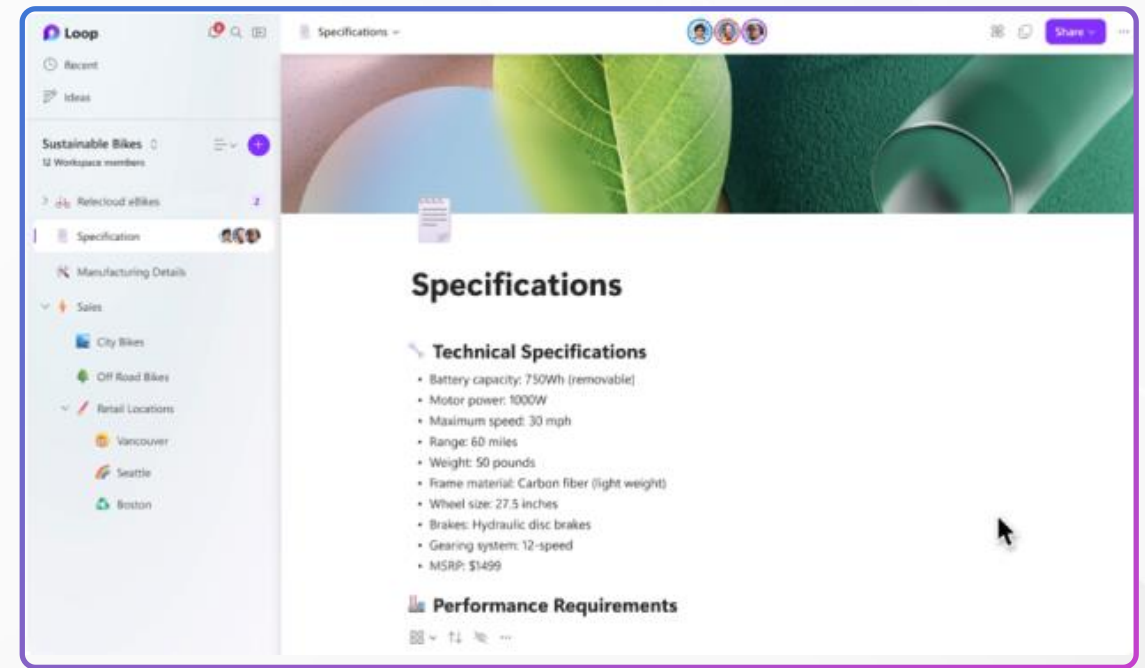 Loop
Recent
Ideas
Sustainable Bikes
12 Workspace members
Relecloud eBikes 2
Specification
Manufacturing Details
Sales
City Bikes
Off Road Bikes
Retail Locations
Vancouver
Seattle
Boston
Specifications
Share
Specifications
Technical Specifications
• Battery capacity: 750Wh (removable)
• Motor power: 1000W
• Maximum speed: 30 mph
• Range: 60 miles
• Weight: 50 pounds
• Frame material: Carbon fiber (light weight)
• Wheel size: 27.5 inches
• Brakes: Hydraulic disc brakes
• Gearing system: 12-speed
• MSRP: $1499
Performance Requirements